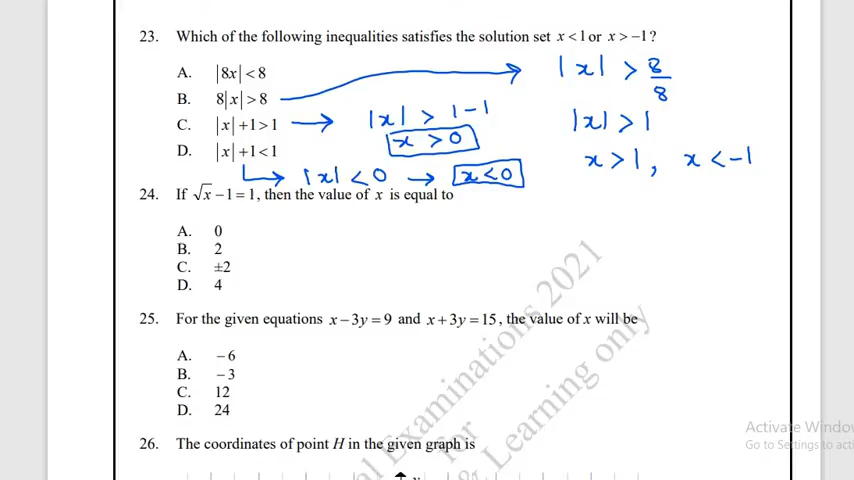 23. Which of the following inequalities satisfies the solution set x < 1 or x > −1 ?
A. |8x| < 8
B. 8|x| > 8
C. |x| + 1 > 1
D. |x| + 1 < 1
|x| > 8/8
|x| > 1
x > 1, x < −1
|x| > 1 − 1
x > 0
|x| < 0 → x < 0
24. If √x − 1 = 1, then the value of x is equal to
A. 0
B. 2
C. ±2
D. 4
25. For the given equations x − 3y = 9 and x + 3y = 15, the value of x will be
A. − 6
B. − 3
C. 12
D. 24
26. The coordinates of point H in the given graph is
Examinations 2021
for
& Learning only
Activate Window
Go to Settings to acti